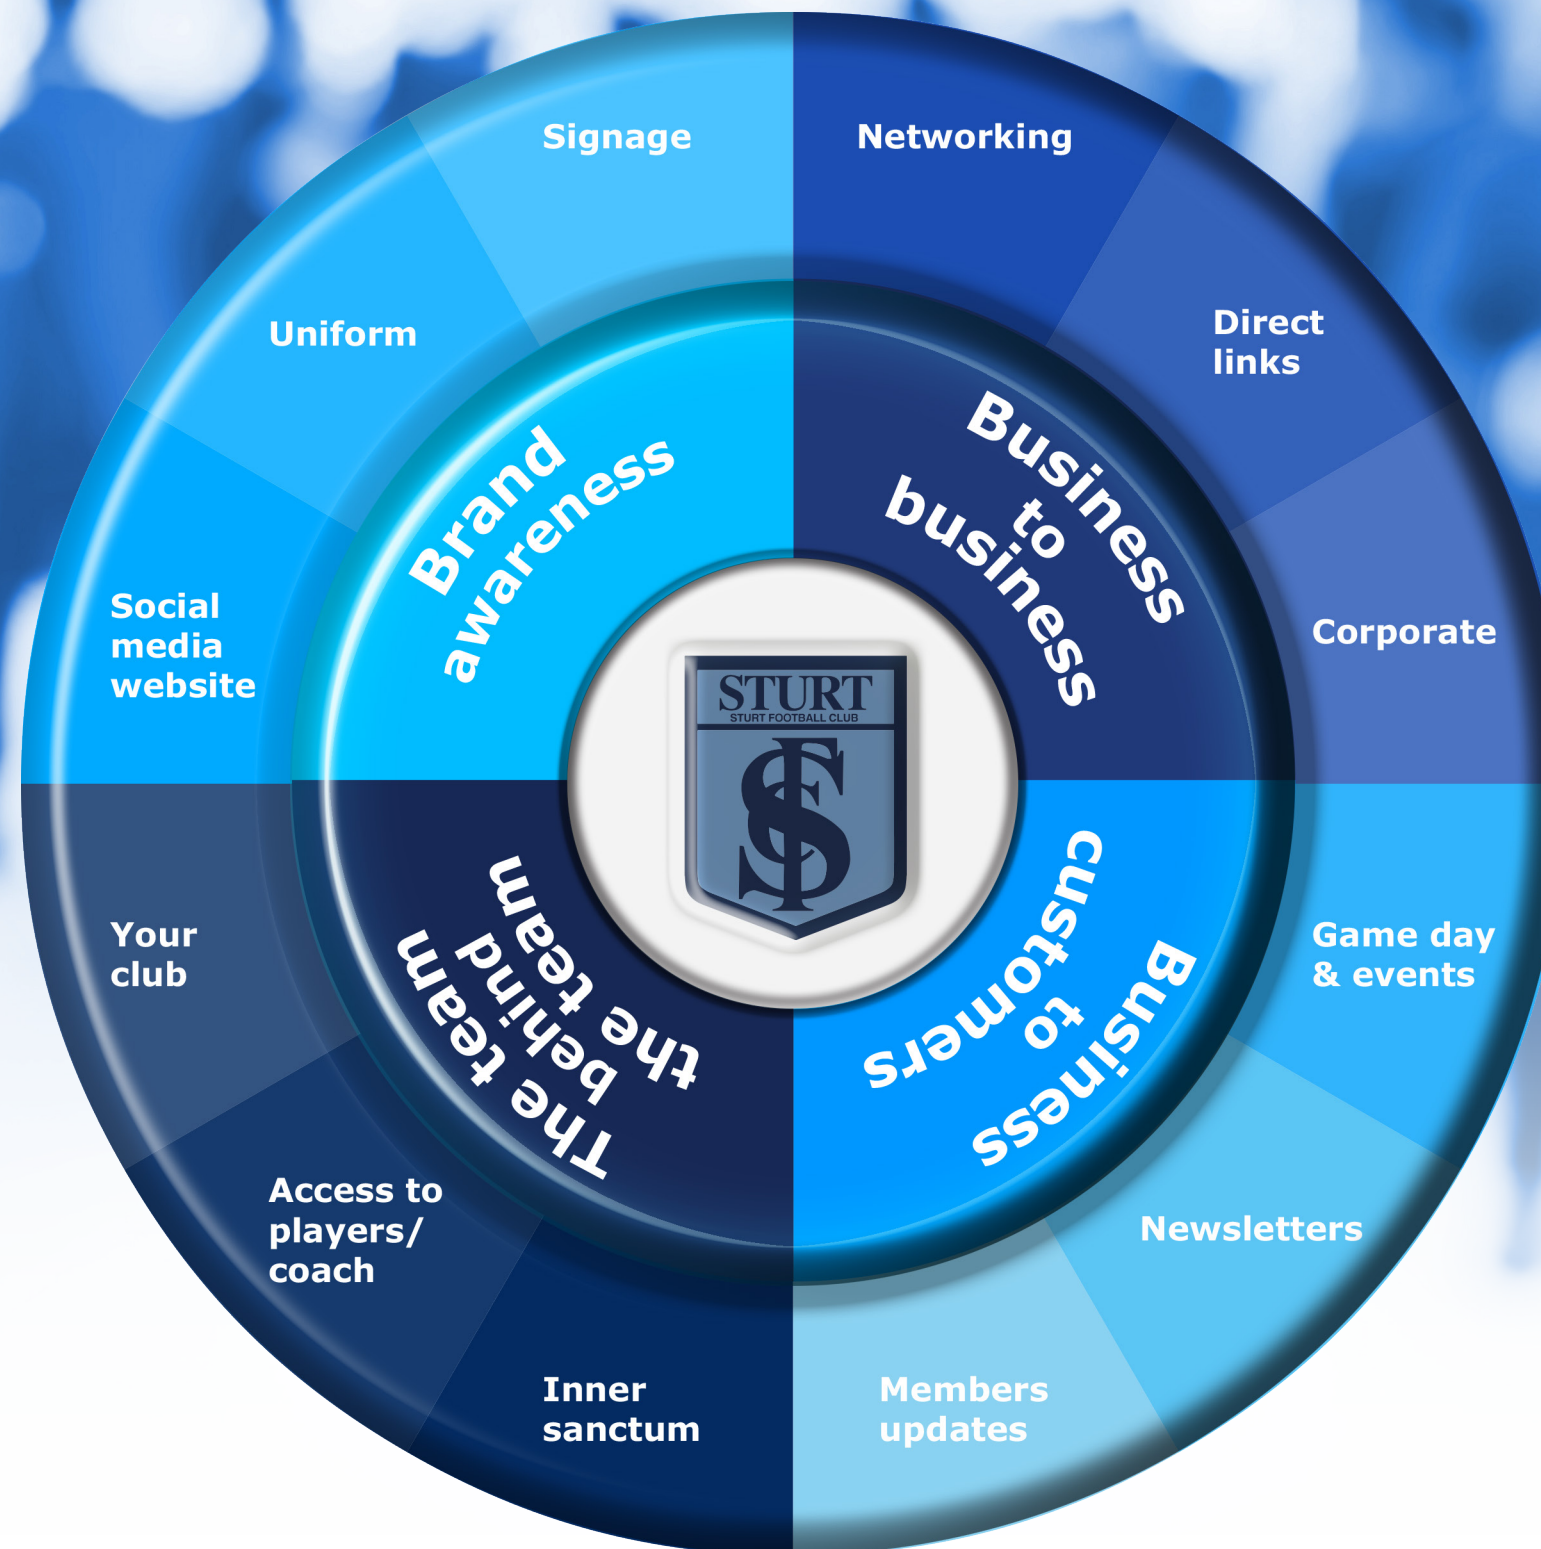 Signage
Networking
Uniform
Direct
links
Social
media
website
Corporate
Brand
awareness
Business
to
business
STURT
STURT FOOTBALL CLUB
SFC
Your
club
Game day
& events
The team
behind
the team
Business
to
customers
Access to
players/
coach
Newsletters
Inner
sanctum
Members
updates